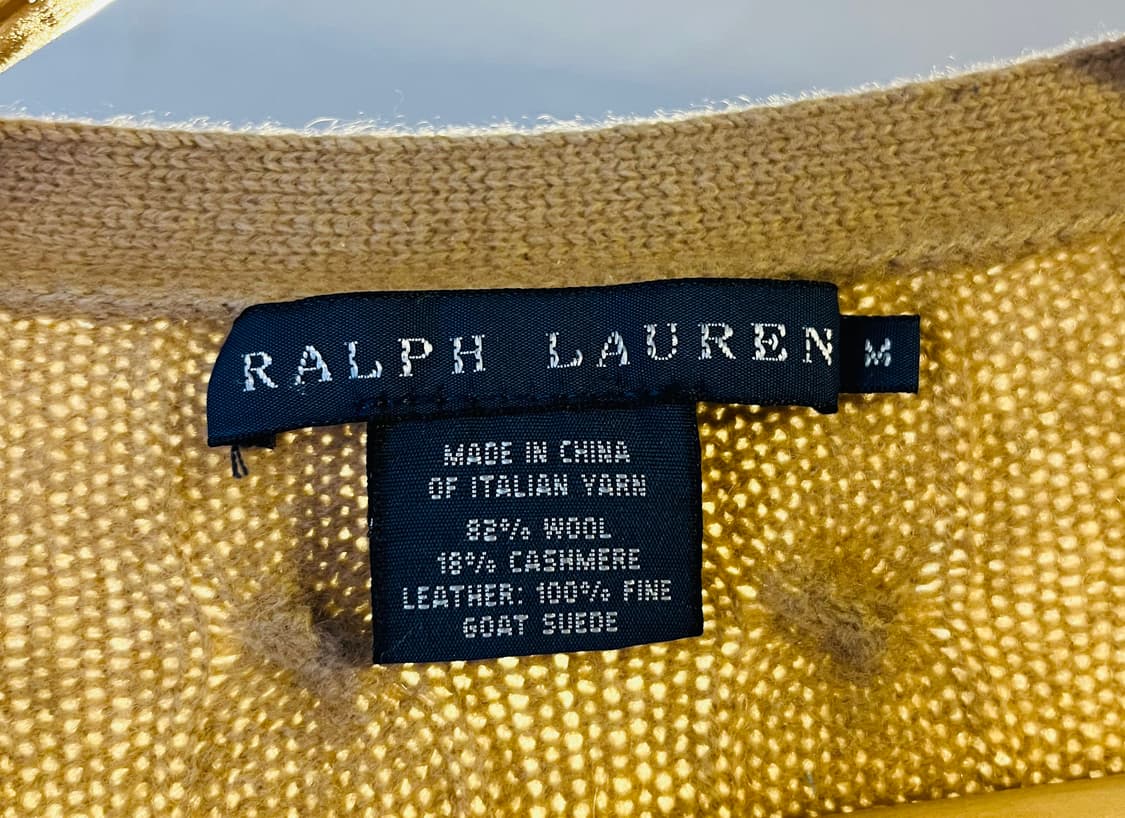 RALPH LAUREN M
MADE IN CHINA
OF ITALIAN YARN
82% WOOL
18% CASHMERE
LEATHER: 100% FINE
GOAT SUEDE